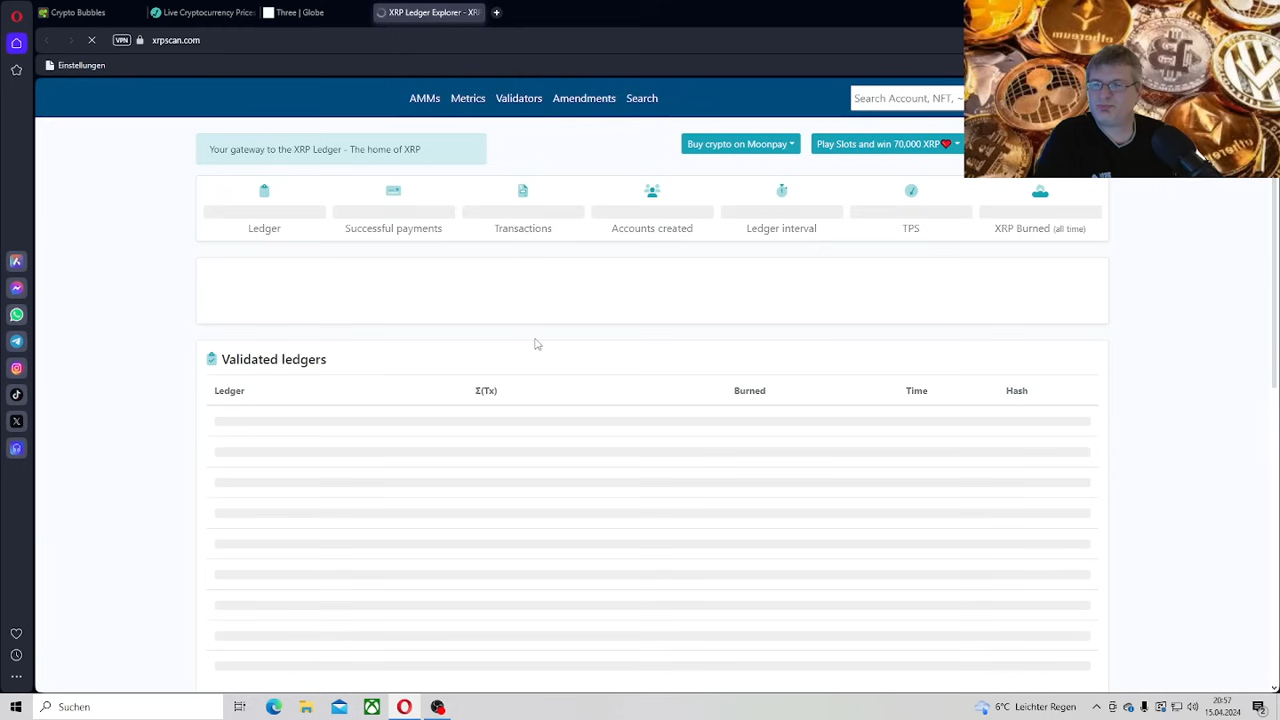 Crypto Bubbles
Live Cryptocurrency Price
Three | Globe
XRP Ledger Explorer - XR
VPN
xrpscan.com
Einstellungen
AMMs
Metrics
Validators
Amendments
Search
Search Account, NFT, ~
Your gateway to the XRP Ledger - The home of XRP
Buy crypto on Moonpay
Play Slots and win 70,000 XRP
Ledger
Successful payments
Transactions
Accounts created
Ledger interval
TPS
XRP Burned (all time)
Validated ledgers
Ledger
Σ(Tx)
Burned
Time
Hash
Suchen
6°C Leichter Regen
20:57
15.04.2024
2